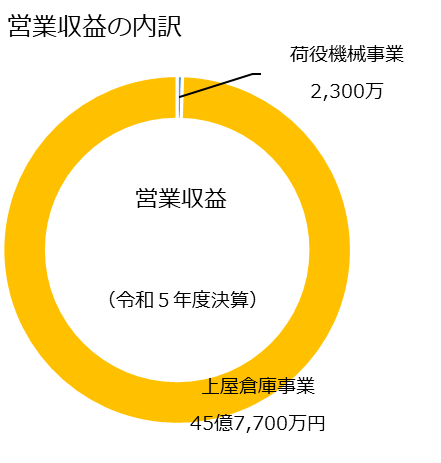 営業収益の内訳
荷役機械事業
2,300万
営業収益
（令和５年度決算）
上屋倉庫事業
45億7,700万円